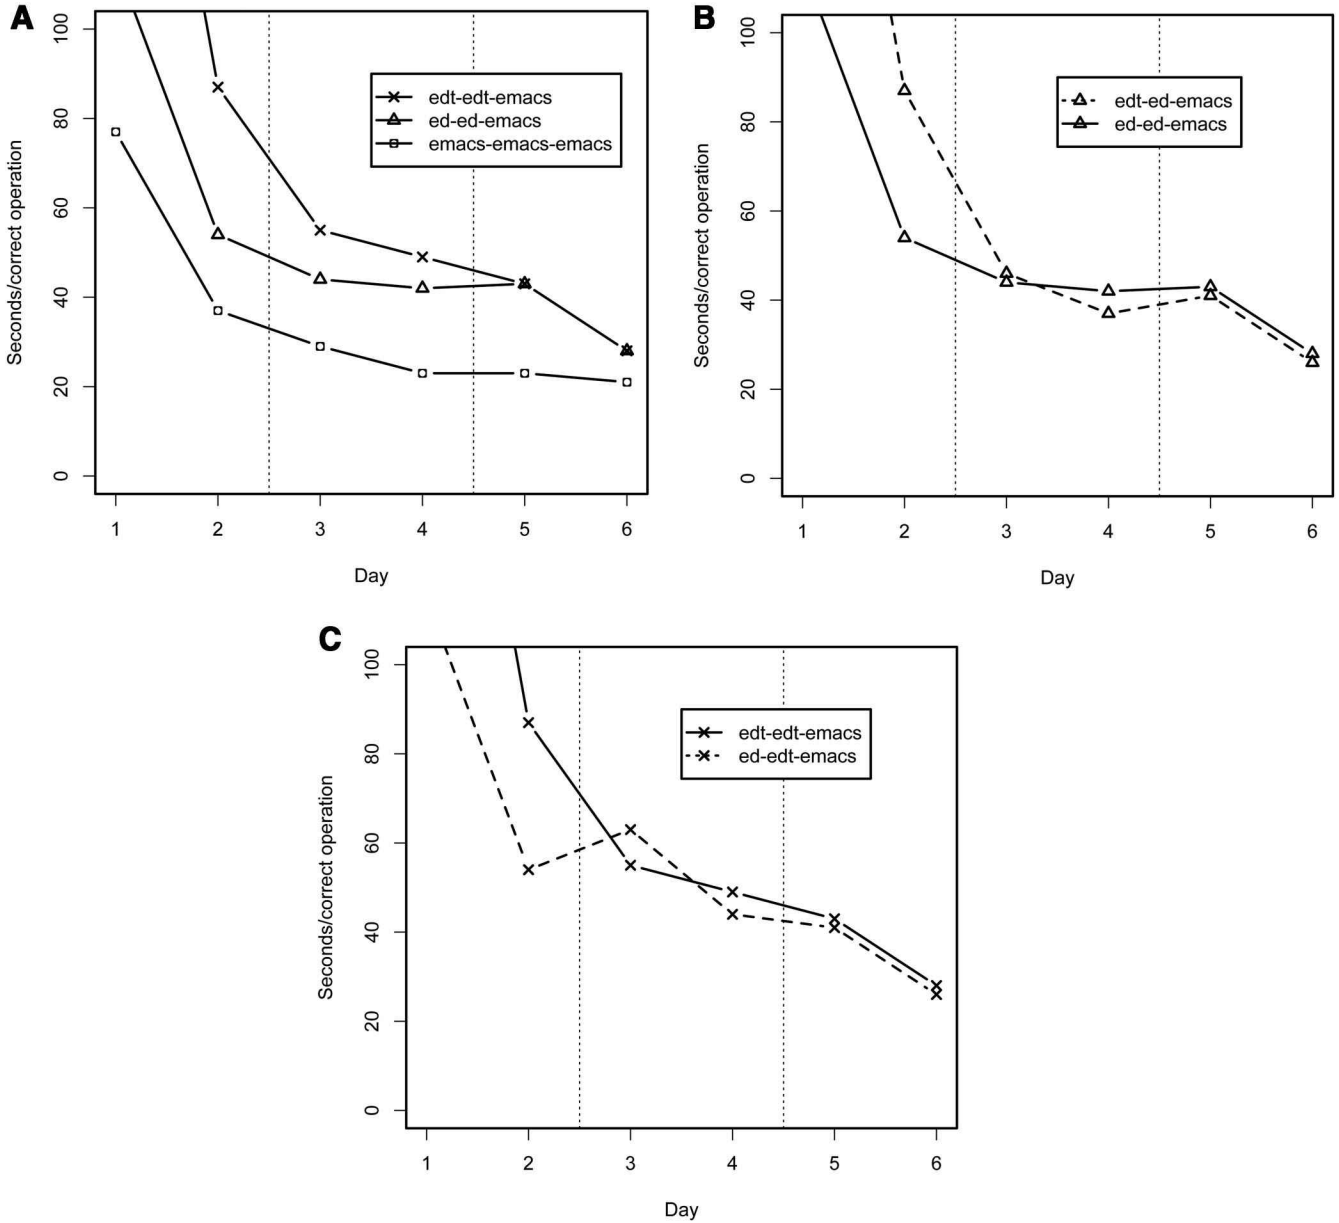 A
Seconds/correct operation
100
80
60
40
20
0
edt-edt-emacs
ed-ed-emacs
emacs-emacs-emacs
1 2 3 4 5 6
Day
B
Seconds/correct operation
100
80
60
40
20
0
edt-ed-emacs
ed-ed-emacs
1 2 3 4 5 6
Day
C
Seconds/correct operation
100
80
60
40
20
0
edt-edt-emacs
ed-edt-emacs
1 2 3 4 5 6
Day